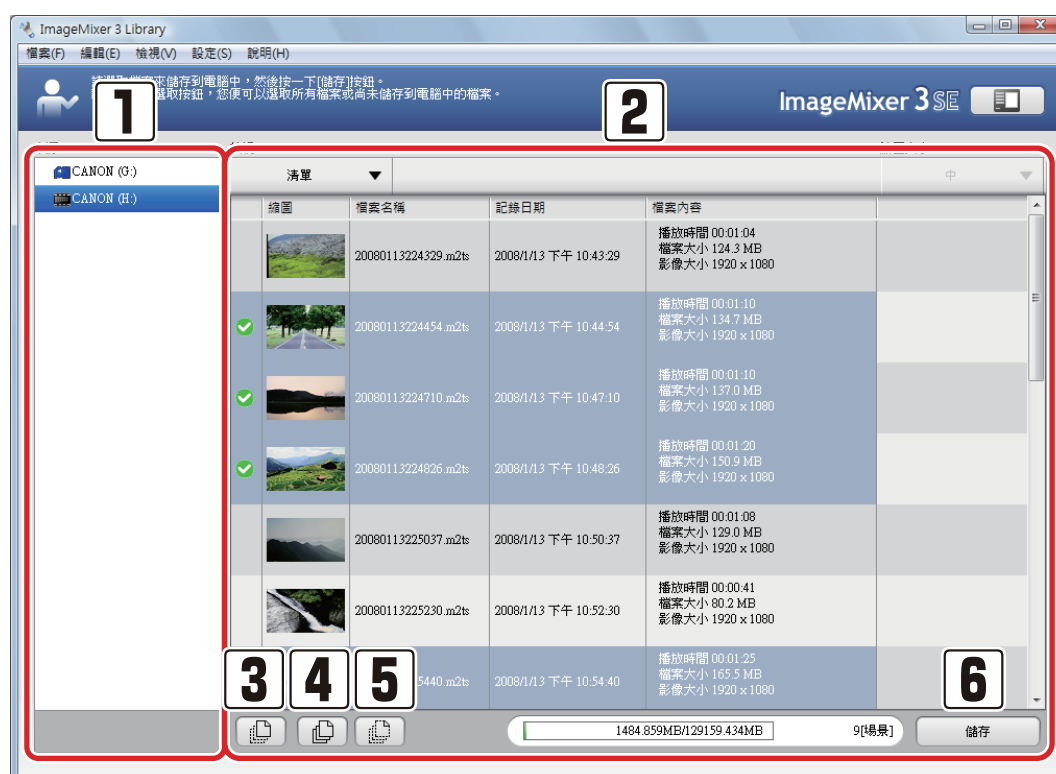 ImageMixer 3 Library
檔案(F) 編輯(E) 檢視(V) 設定(S) 說明(H)
來儲存到電腦中，然後按一下[儲存]按鈕。
選取按鈕，您便可以選取所有檔案或尚未儲存到電腦中的檔案。
ImageMixer 3 SE
1
2
CANON (G:)
CANON (H:)
清單
中
縮圖 檔案名稱 記錄日期 檔案內容
20080113224329.m2ts 2008/1/13 下午 10:43:29
播放時間 00:01:04
檔案大小 124.3 MB
影像大小 1920 x 1080
20080113224454.m2ts 2008/1/13 下午 10:44:54
播放時間 00:01:10
檔案大小 134.7 MB
影像大小 1920 x 1080
20080113224710.m2ts 2008/1/13 下午 10:47:10
播放時間 00:01:10
檔案大小 137.0 MB
影像大小 1920 x 1080
20080113224826.m2ts 2008/1/13 下午 10:48:26
播放時間 00:01:20
檔案大小 150.9 MB
影像大小 1920 x 1080
20080113225037.m2ts 2008/1/13 下午 10:50:37
播放時間 00:01:08
檔案大小 129.0 MB
影像大小 1920 x 1080
20080113225230.m2ts 2008/1/13 下午 10:52:30
播放時間 00:00:41
檔案大小 80.2 MB
影像大小 1920 x 1080
5440.m2ts 2008/1/13 下午 10:54:40
播放時間 00:01:25
檔案大小 165.5 MB
影像大小 1920 x 1080
3
4
5
6
1484.859MB/129159.434MB
9[場景]
儲存